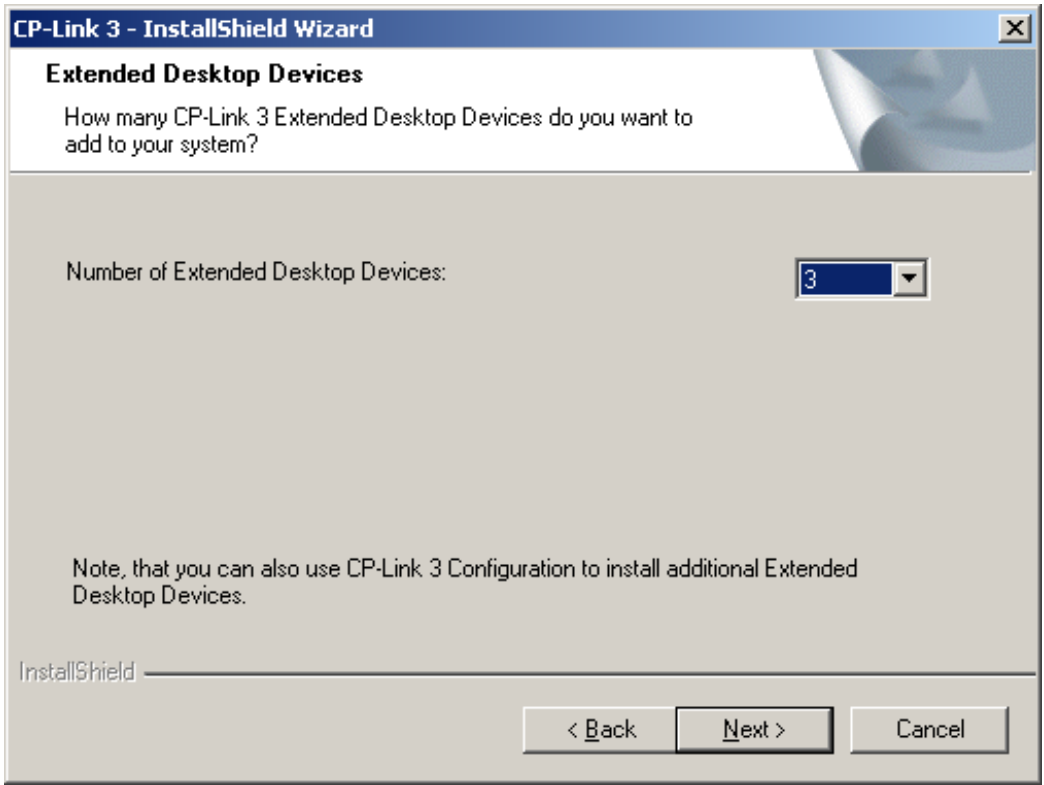 CP-Link 3 - InstallShield Wizard
Extended Desktop Devices
How many CP-Link 3 Extended Desktop Devices do you want to
add to your system?
Number of Extended Desktop Devices:
3
Note, that you can also use CP-Link 3 Configuration to install additional Extended
Desktop Devices.
InstallShield
< Back
Next >
Cancel